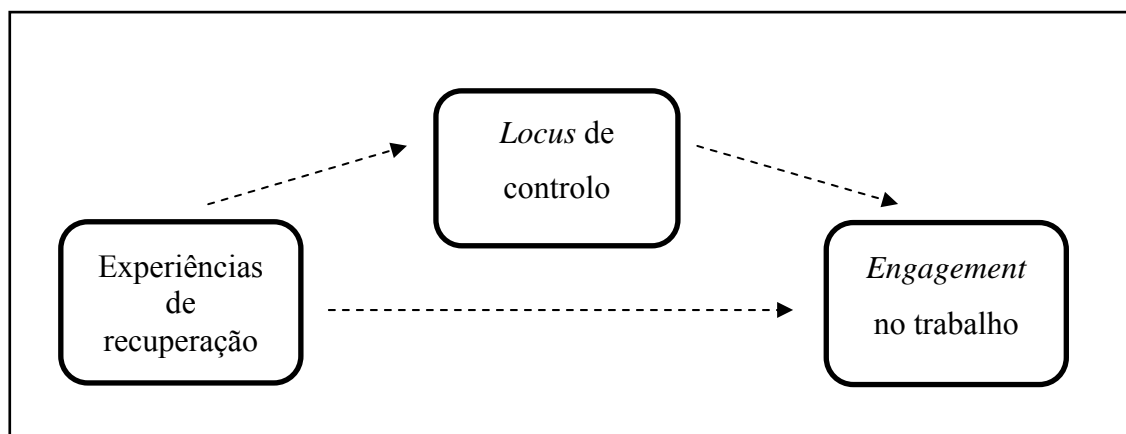 Locus de
controlo
Experiências
de
recuperação
Engagement
no trabalho